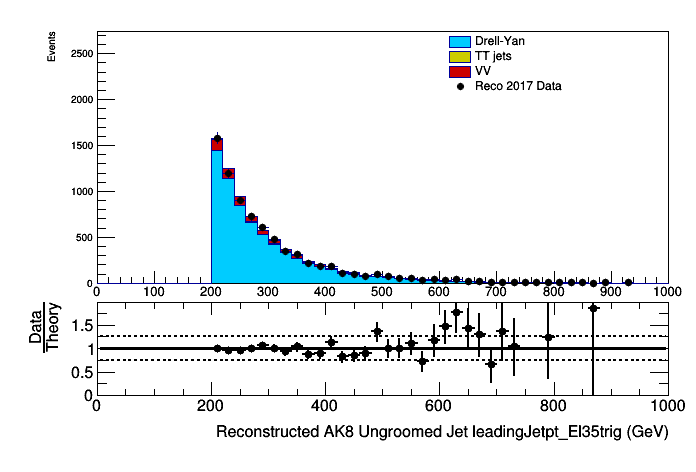 Events
2500
2000
1500
1000
500
0
Drell-Yan
TT jets
VV
Reco 2017 Data
0 100 200 300 400 500 600 700 800 900 1000
Data
Theory
1.5
1
0.5
0
0 200 400 600 800 1000
Reconstructed AK8 Ungroomed Jet leadingJetpt_El35trig (GeV)